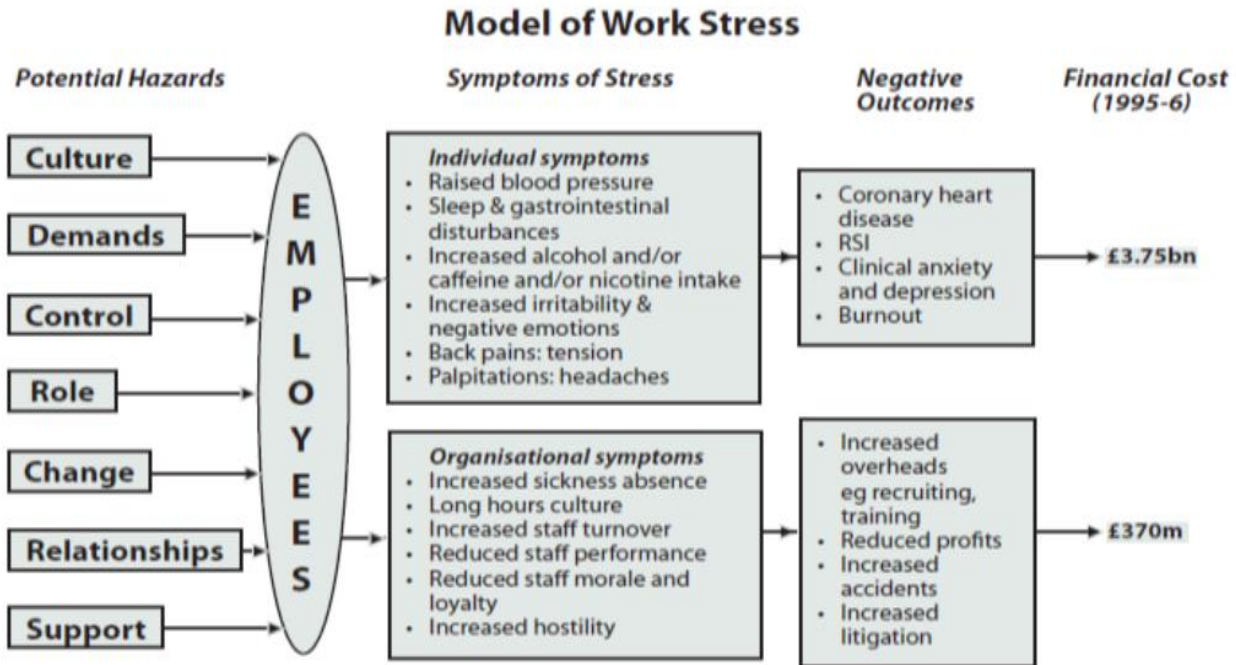 Model of Work Stress
Potential Hazards
Symptoms of Stress
Negative
Outcomes
Financial Cost
(1995-6)
Culture
Demands
Control
Role
Change
Relationships
Support
E
M
P
L
O
Y
E
E
S
Individual symptoms
• Raised blood pressure
• Sleep & gastrointestinal
disturbances
• Increased alcohol and/or
caffeine and/or nicotine intake
• Increased irritability &
negative emotions
• Back pains: tension
• Palpitations: headaches
• Coronary heart
disease
• RSI
• Clinical anxiety
and depression
• Burnout
£3.75bn
Organisational symptoms
• Increased sickness absence
• Long hours culture
• Increased staff turnover
• Reduced staff performance
• Reduced staff morale and
loyalty
• Increased hostility
• Increased
overheads
eg recruiting,
training
• Reduced profits
• Increased
accidents
• Increased
litigation
£370m